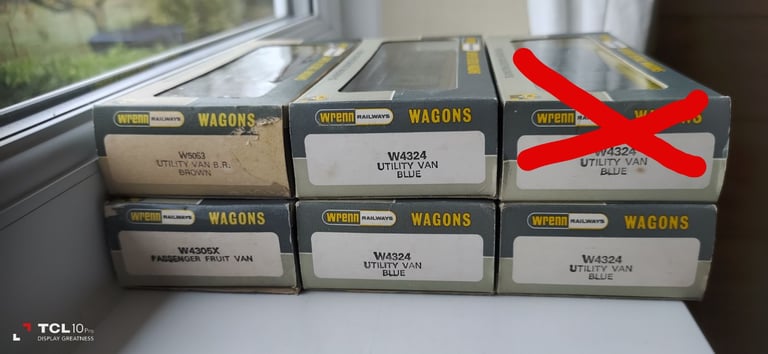 wrenn RAILWAYS WAGONS
W5053
UTILITY VAN B.R.
BROWN
wrenn RAILWAYS WAGONS
W4324
UTILITY VAN
BLUE
wrenn
W4324
UTILITY VAN
BLUE
wrenn RAILWAYS WAGONS
W4305X
PASSENGER FRUIT VAN
wrenn RAILWAYS WAGONS
W4324
UTILITY VAN
BLUE
wrenn RAILWAYS WAGONS
W4324
UTILITY VAN
BLUE
TCL 10 Pro
DISPLAY GREATNESS